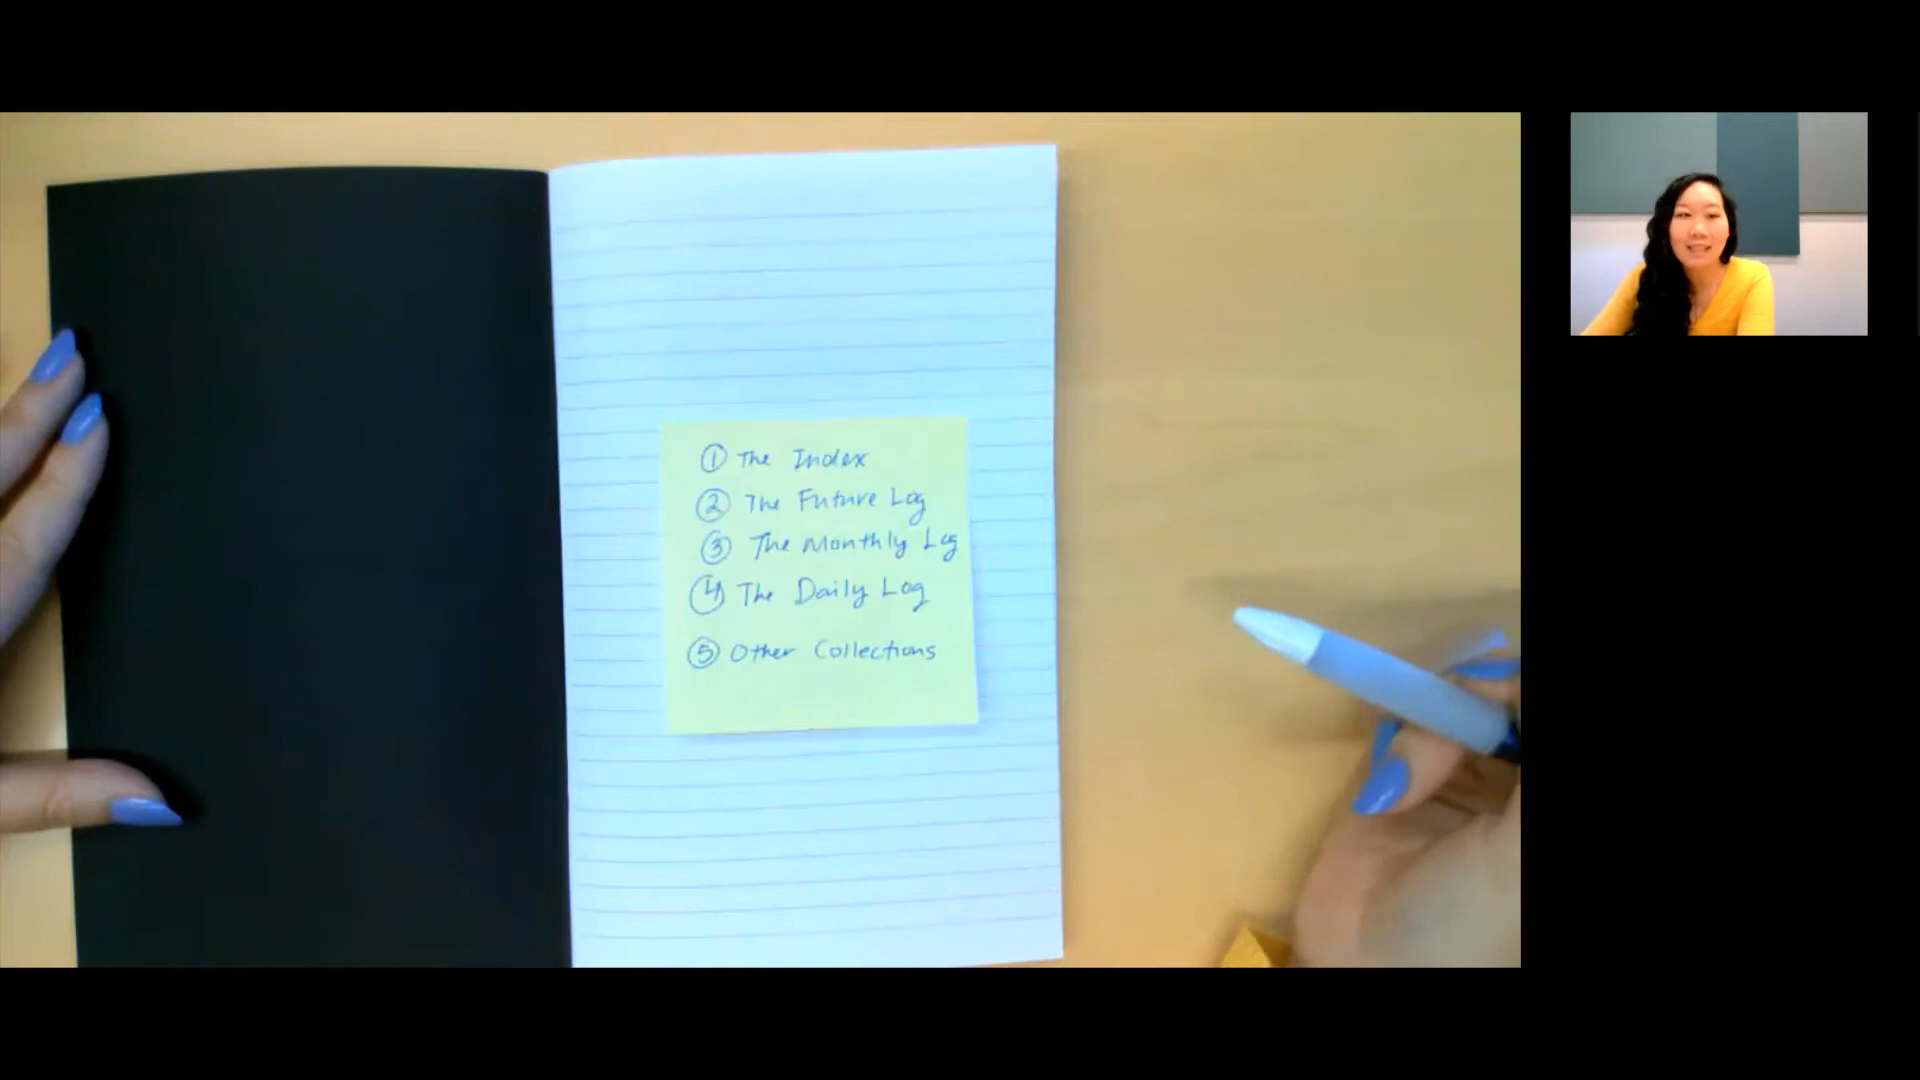 ① The Index
② The Future Log
③ The Monthly Log
④ The Daily Log
⑤ Other Collections